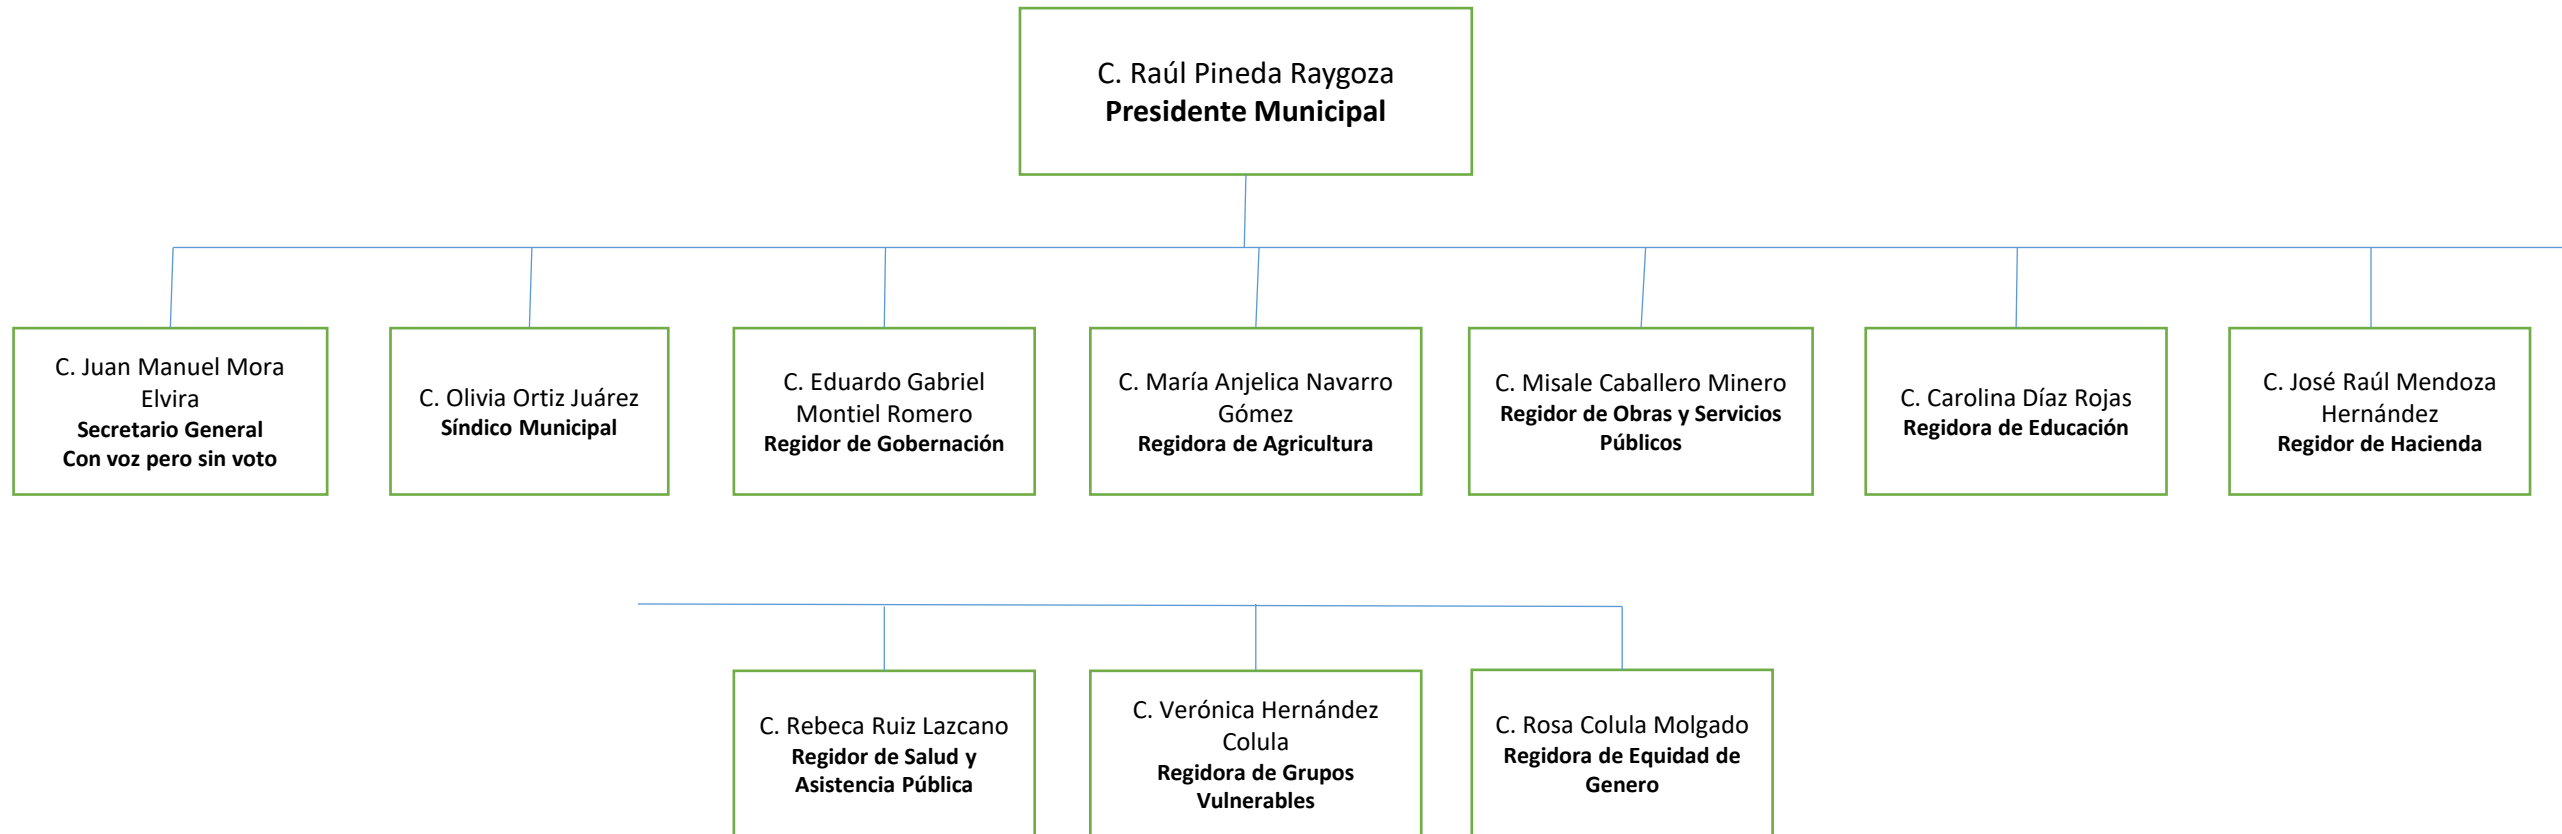 C. Raúl Pineda Raygoza
Presidente Municipal
C. Juan Manuel Mora
Elvira
Secretario General
Con voz pero sin voto
C. Olivia Ortiz Juárez
Síndico Municipal
C. Eduardo Gabriel
Montiel Romero
Regidor de Gobernación
C. María Anjelica Navarro
Gómez
Regidora de Agricultura
C. Misale Caballero Minero
Regidor de Obras y Servicios
Públicos
C. Carolina Díaz Rojas
Regidora de Educación
C. José Raúl Mendoza
Hernández
Regidor de Hacienda
C. Rebeca Ruiz Lazcano
Regidor de Salud y
Asistencia Pública
C. Verónica Hernández
Colula
Regidora de Grupos
Vulnerables
C. Rosa Colula Molgado
Regidora de Equidad de
Genero